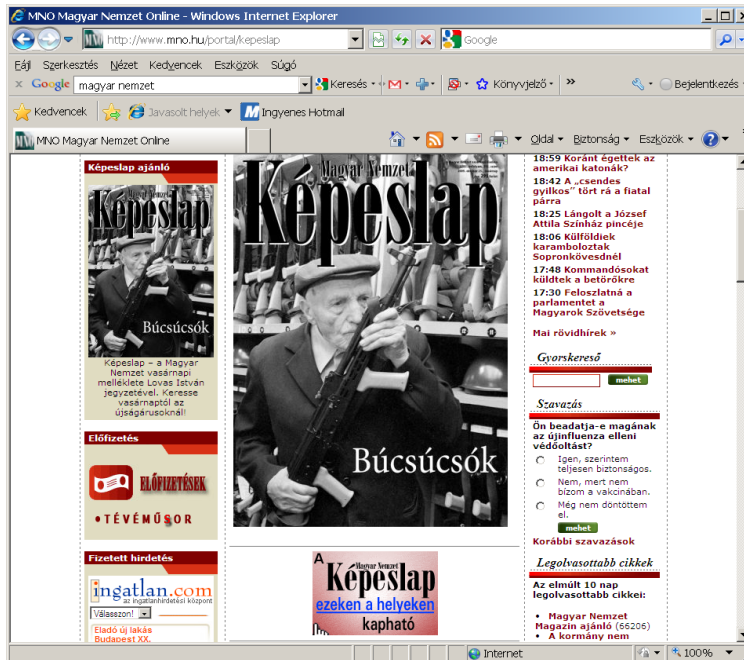 MNO Magyar Nemzet Online - Windows Internet Explorer
http://www.mno.hu/portal/kepeslap
Google
Fájl Szerkesztés Nézet Kedvencek Eszközök Súgó
x Google magyar nemzet Keresés Könyvjelző » Bejelentkezés
Kedvencek Javasolt helyek Ingyenes Hotmail
MNO Magyar Nemzet Online
Oldal Biztonság Eszközök
Képeslap ajánló
Magyar Nemzet
Képeslap
Búcsúcsók
Képeslap – a Magyar
Nemzet vasárnapi
melléklete Lovas István
jegyzetével. Keresse
vasárnaptól az
újságárusoknál!
Előfizetés
ELŐFIZETÉSEK
• TÉVÉMŰSOR
Fizetett hirdetés
ingatlan.com
az ingatlanhirdetési központ
Válasszon!
Eladó új lakás
Budapest XX.
Magyar Nemzet
Képeslap
Búcsúcsók
A
Magyar Nemzet
Képeslap
ezeken a helyeken
kapható
18:59 Koránt égettek az
amerikai katonák?
18:42 A „csendes
gyilkos” tört rá a fiatal
párra
18:25 Lángolt a József
Attila Színház pincéje
18:06 Külföldiek
karamboloztak
Sopronkövesdnél
17:48 Kommandósokat
küldtek a betörőkre
17:30 Feloszlatná a
parlamentet a
Magyarok Szövetsége
Mai rövidhírek »
Gyorskereső
mehet
Szavazás
Ön beadatja-e magának
az újinfluenza elleni
védőoltást?
Igen, szerintem
teljesen biztonságos.
Nem, mert nem
bízom a vakcinában.
Még nem döntöttem
el.
mehet
Korábbi szavazások
Legolvasottabb cikkek
Az elmúlt 10 nap
legolvasottabb cikkei:
• Magyar Nemzet
Magazin ajánló (66206)
• A kormány nem
Internet
100%